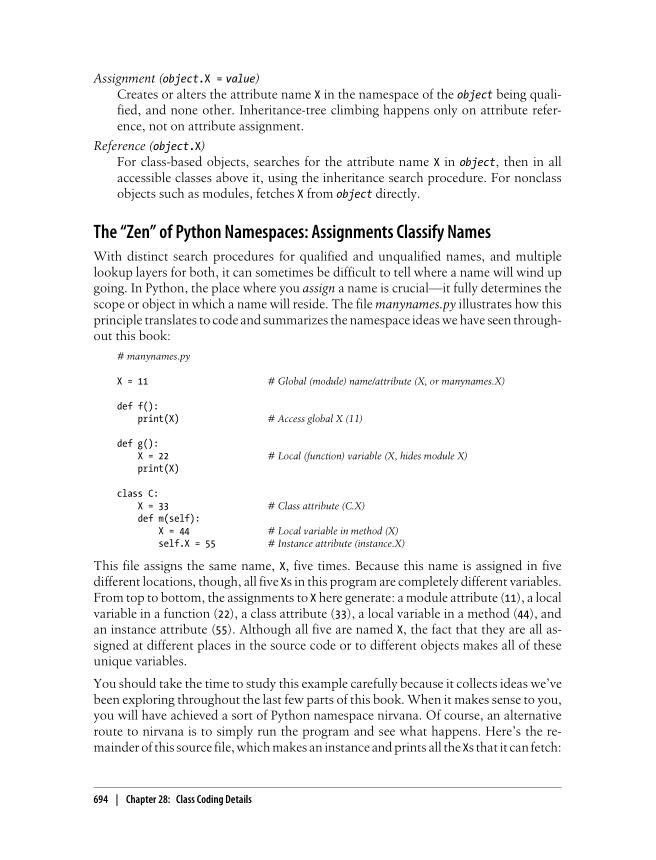 Assignment (object.X = value)
Creates or alters the attribute name X in the namespace of the object being quali-
fied, and none other. Inheritance-tree climbing happens only on attribute refer-
ence, not on attribute assignment.
Reference (object.X)
For class-based objects, searches for the attribute name X in object, then in all
accessible classes above it, using the inheritance search procedure. For nonclass
objects such as modules, fetches X from object directly.
The “Zen” of Python Namespaces: Assignments Classify Names
With distinct search procedures for qualified and unqualified names, and multiple
lookup layers for both, it can sometimes be difficult to tell where a name will wind up
going. In Python, the place where you assign a name is crucial—it fully determines the
scope or object in which a name will reside. The file manynames.py illustrates how this
principle translates to code and summarizes the namespace ideas we have seen through-
out this book:
# manynames.py
X = 11 # Global (module) name/attribute (X, or manynames.X)
def f():
print(X) # Access global X (11)
def g():
X = 22 # Local (function) variable (X, hides module X)
print(X)
class C:
X = 33 # Class attribute (C.X)
def m(self):
X = 44 # Local variable in method (X)
self.X = 55 # Instance attribute (instance.X)
This file assigns the same name, X, five times. Because this name is assigned in five
different locations, though, all five Xs in this program are completely different variables.
From top to bottom, the assignments to X here generate: a module attribute (11), a local
variable in a function (22), a class attribute (33), a local variable in a method (44), and
an instance attribute (55). Although all five are named X, the fact that they are all as-
signed at different places in the source code or to different objects makes all of these
unique variables.
You should take the time to study this example carefully because it collects ideas we’ve
been exploring throughout the last few parts of this book. When it makes sense to you,
you will have achieved a sort of Python namespace nirvana. Of course, an alternative
route to nirvana is to simply run the program and see what happens. Here’s the re-
mainder of this source file, which makes an instance and prints all the Xs that it can fetch:
694 | Chapter 28: Class Coding Details